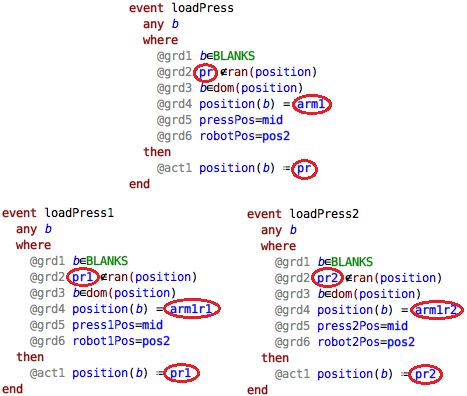 event loadPress
any b
where
@grd1 b∈BLANKS
@grd2 pr ∉ran(position)
@grd3 b∈dom(position)
@grd4 position(b) = arm1
@grd5 pressPos=mid
@grd6 robotPos=pos2
then
@act1 position(b) ≔ pr
end
event loadPress1
any b
where
@grd1 b∈BLANKS
@grd2 pr1 ∉ran(position)
@grd3 b∈dom(position)
@grd4 position(b) = arm1r1
@grd5 press1Pos=mid
@grd6 robot1Pos=pos2
then
@act1 position(b) ≔ pr1
end
event loadPress2
any b
where
@grd1 b∈BLANKS
@grd2 pr2 ∉ran(position)
@grd3 b∈dom(position)
@grd4 position(b) = arm1r2
@grd5 press2Pos=mid
@grd6 robot2Pos=pos2
then
@act1 position(b) ≔ pr2
end